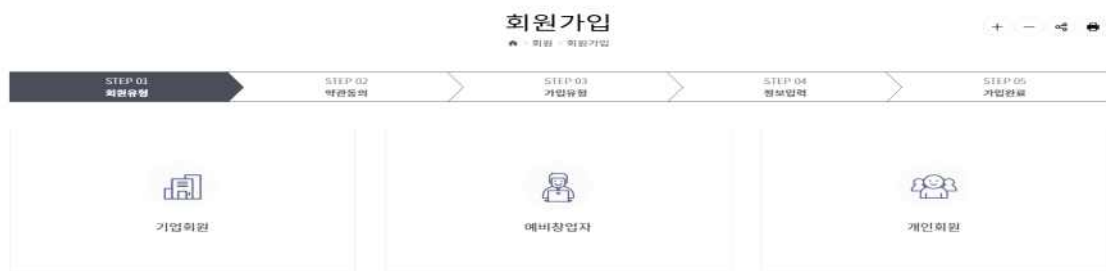 회원가입
회원 - 회원가입
STEP 01
회원유형
STEP 02
약관동의
STEP 03
가입유형
STEP 04
정보입력
STEP 05
가입완료
기업회원
예비창업자
개인회원